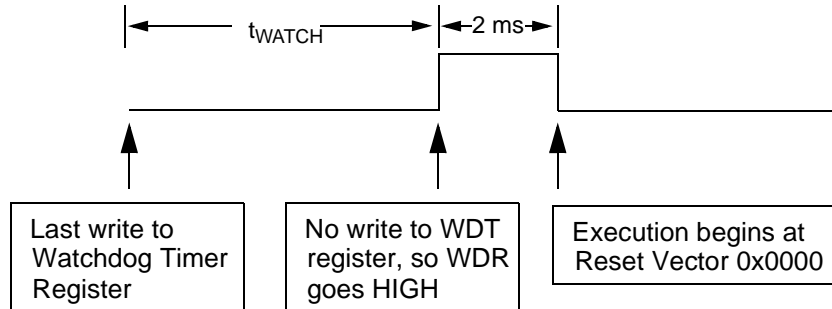 tWATCH
2 ms
Last write to
Watchdog Timer
Register
No write to WDT
register, so WDR
goes HIGH
Execution begins at
Reset Vector 0x0000